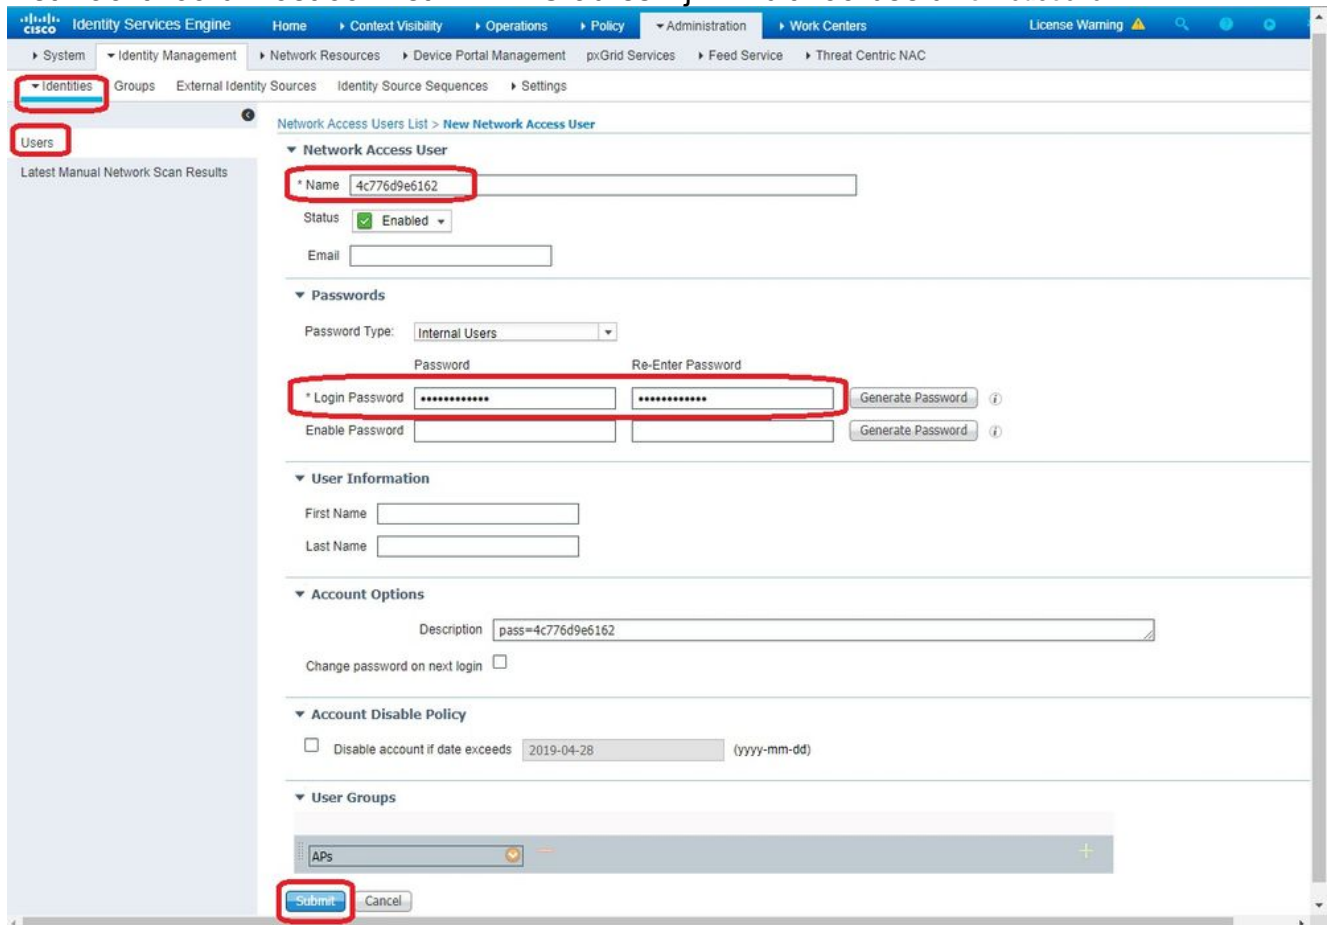 cisco Identity Services Engine Home Context Visibility Operations Policy Administration Work Centers License Warning
System Identity Management Network Resources Device Portal Management pxGrid Services Feed Service Threat Centric NAC
Identities Groups External Identity Sources Identity Source Sequences Settings
Network Access Users List > New Network Access User
Users
Latest Manual Network Scan Results
Network Access User
* Name 4c776d9e6162
Status Enabled
Email
Passwords
Password Type: Internal Users
Password Re-Enter Password
* Login Password •••••••••••• •••••••••••• Generate Password i
Enable Password Generate Password i
User Information
First Name
Last Name
Account Options
Description pass=4c776d9e6162
Change password on next login
Account Disable Policy
Disable account if date exceeds 2019-04-28 (yyyy-mm-dd)
User Groups
APs
Submit Cancel